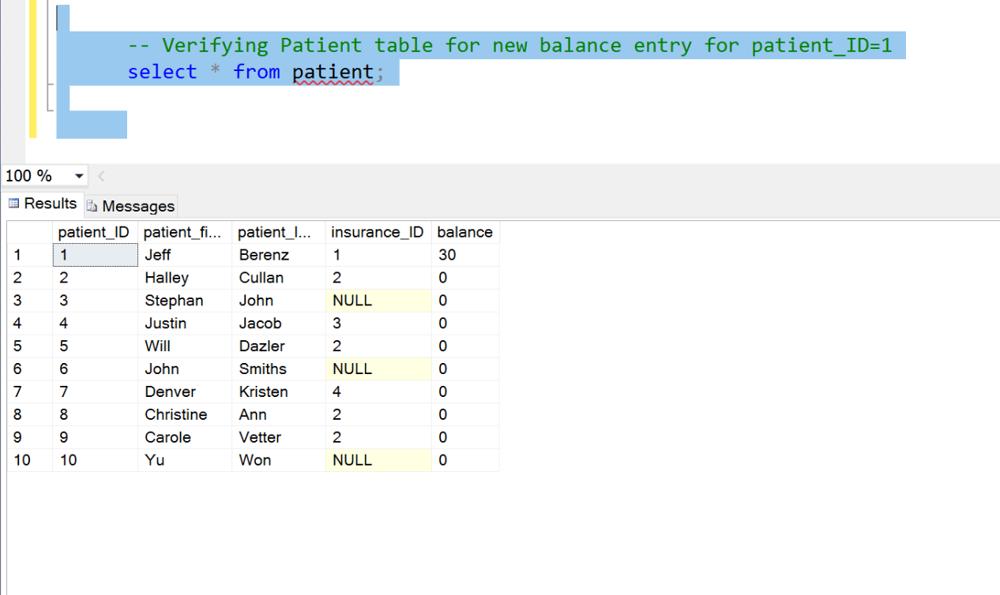 -- Verifying Patient table for new balance entry for patient_ID=1
select * from patient;
100 %
Results Messages
patient_ID patient_fi... patient_l... insurance_ID balance
1 1 Jeff Berenz 1 30
2 2 Halley Cullan 2 0
3 3 Stephan John NULL 0
4 4 Justin Jacob 3 0
5 5 Will Dazler 2 0
6 6 John Smiths NULL 0
7 7 Denver Kristen 4 0
8 8 Christine Ann 2 0
9 9 Carole Vetter 2 0
10 10 Yu Won NULL 0